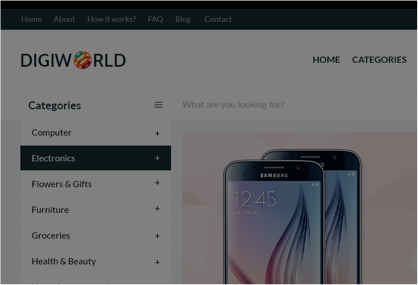 Home About How it works? FAQ Blog Contact
DIGIWORLD
HOME CATEGORIES
Categories
What are you looking for?
Computer +
Electronics +
Flowers & Gifts +
Furniture +
Groceries +
Health & Beauty +
SAMSUNG
12:45